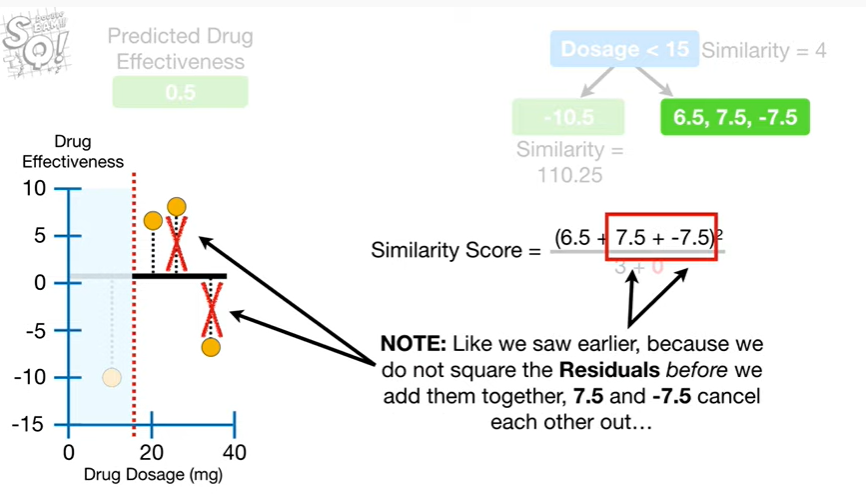 StatQuest
BAM!!!
SQ!
Predicted Drug
Effectiveness
0.5
Dosage < 15
Similarity = 4
-10.5
6.5, 7.5, -7.5
Similarity =
110.25
Drug
Effectiveness
10
5
0
-5
-10
-15
0
20
40
Drug Dosage (mg)
Similarity Score =
(6.5 + 7.5 + -7.5)²
3 + 0
NOTE: Like we saw earlier, because we
do not square the Residuals before we
add them together, 7.5 and -7.5 cancel
each other out…